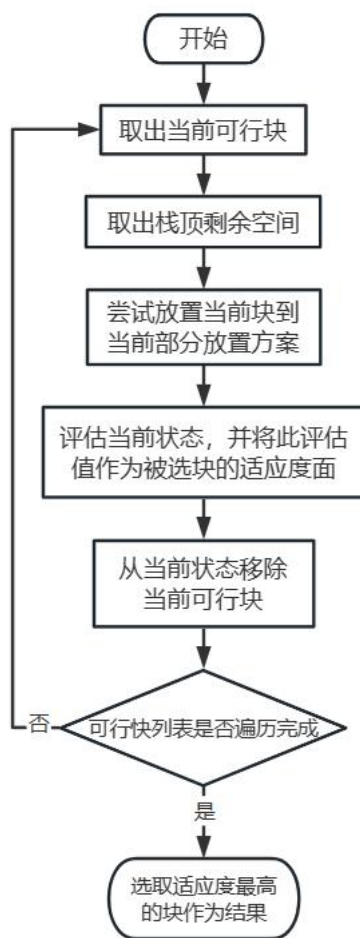 开始
取出当前可行块
取出栈顶剩余空间
尝试放置当前块到
当前部分放置方案
评估当前状态，并将此评估
值作为被选块的适应度面
从当前状态移除
当前可行块
可行快列表是否遍历完成
否
是
选取适应度最高
的块作为结果